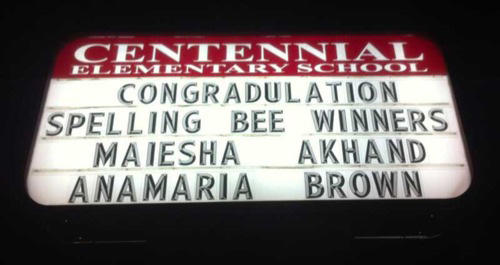 CENTENNIAL
ELEMENTARY SCHOOL
CONGRADULATION
SPELLING BEE WINNERS
MAIESHA AKHAND
ANAMARIA BROWN